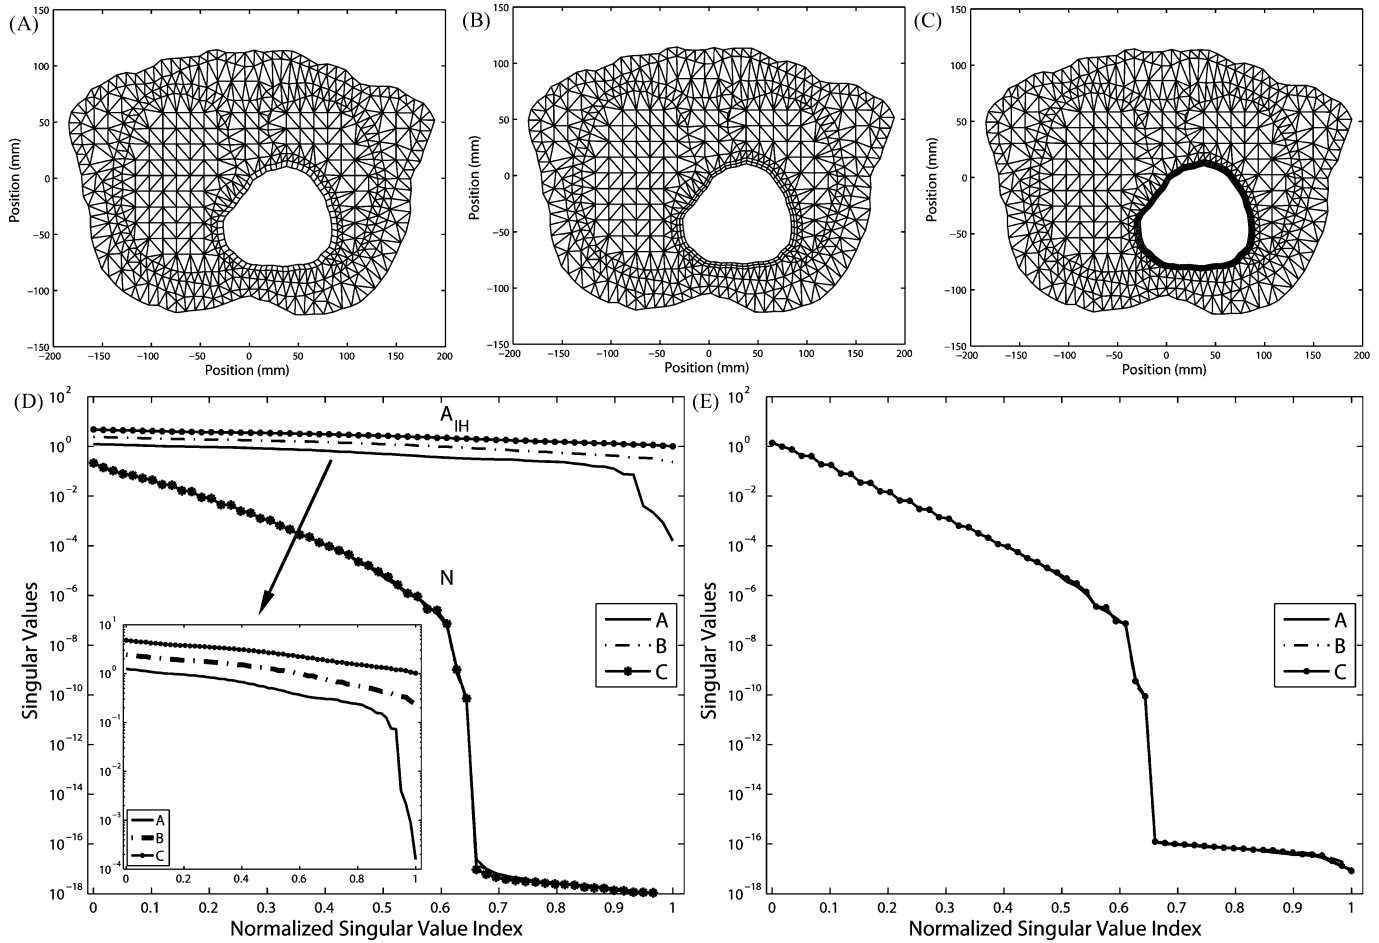 (A)
150
100
50
0
−50
−100
−150
−200 −150 −100 −50 0 50 100 150 200
Position (mm)
Position (mm)
(B)
150
100
50
0
−50
−100
−150
−200 −150 −100 −50 0 50 100 150 200
Position (mm)
Position (mm)
(C)
150
100
50
0
−50
−100
−150
−200 −150 −100 −50 0 50 100 150 200
Position (mm)
Position (mm)
(D)
10^2
10^0
10^−2
10^−4
10^−6
10^−8
10^−10
10^−12
10^−14
10^−16
10^−18
Singular Values
A_IH
N
A
B
C
10^1
10^0
10^−1
10^−2
10^−3
10^−4
A
B
C
0 0.2 0.4 0.6 0.8 1
0 0.1 0.2 0.3 0.4 0.5 0.6 0.7 0.8 0.9 1
Normalized Singular Value Index
(E)
10^2
10^0
10^−2
10^−4
10^−6
10^−8
10^−10
10^−12
10^−14
10^−16
10^−18
Singular Values
A
B
C
0 0.1 0.2 0.3 0.4 0.5 0.6 0.7 0.8 0.9 1
Normalized Singular Value Index